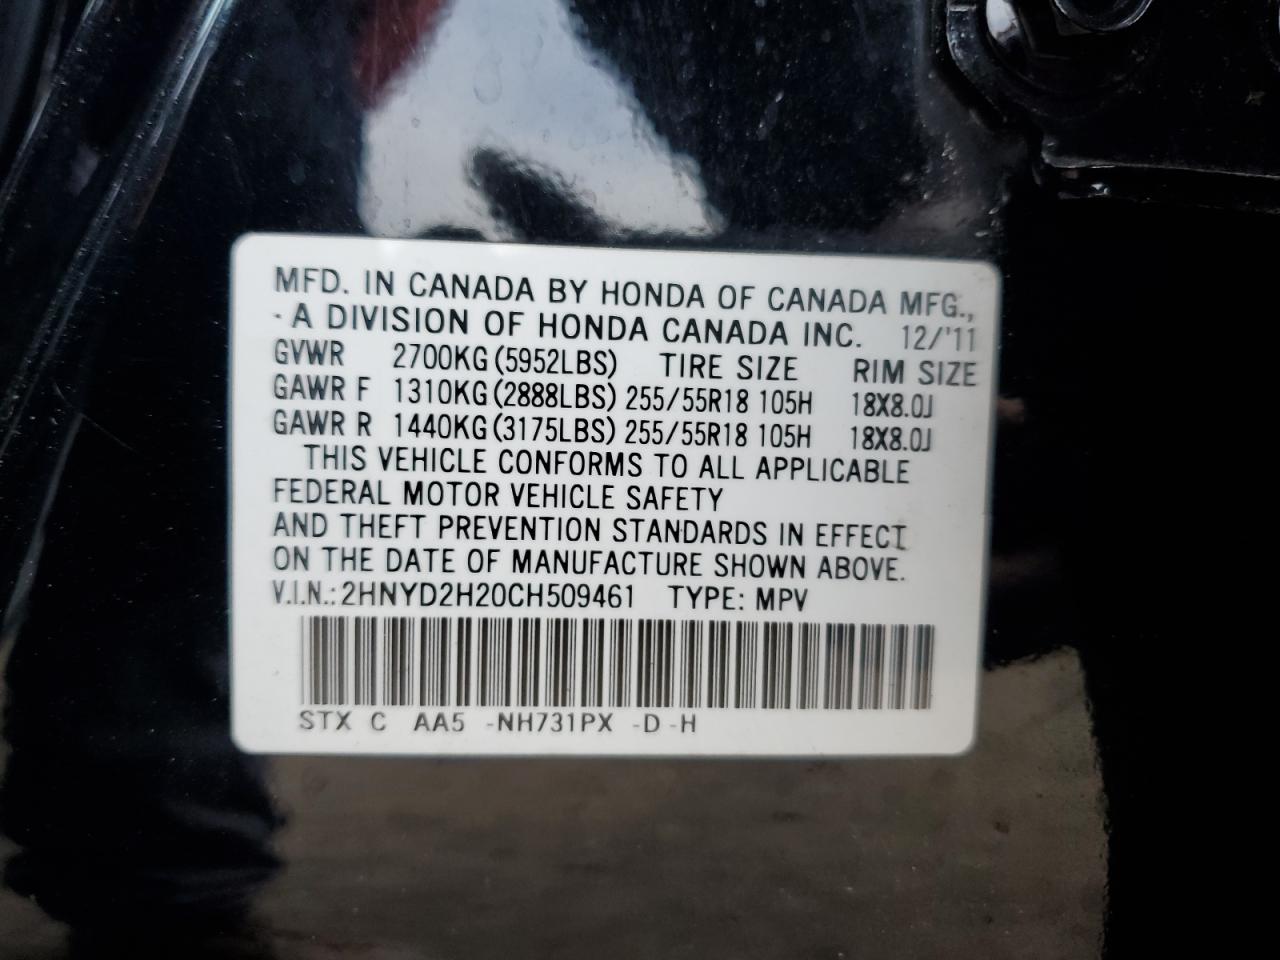 MFD. IN CANADA BY HONDA OF CANADA MFG.,
- A DIVISION OF HONDA CANADA INC. 12/'11
GVWR 2700KG (5952LBS) TIRE SIZE RIM SIZE
GAWR F 1310KG (2888LBS) 255/55R18 105H 18X8.0J
GAWR R 1440KG (3175LBS) 255/55R18 105H 18X8.0J
THIS VEHICLE CONFORMS TO ALL APPLICABLE
FEDERAL MOTOR VEHICLE SAFETY
AND THEFT PREVENTION STANDARDS IN EFFECT
ON THE DATE OF MANUFACTURE SHOWN ABOVE.
V.I.N.: 2HNYD2H20CH509461 TYPE: MPV
STX C AA5 -NH731PX -D -H